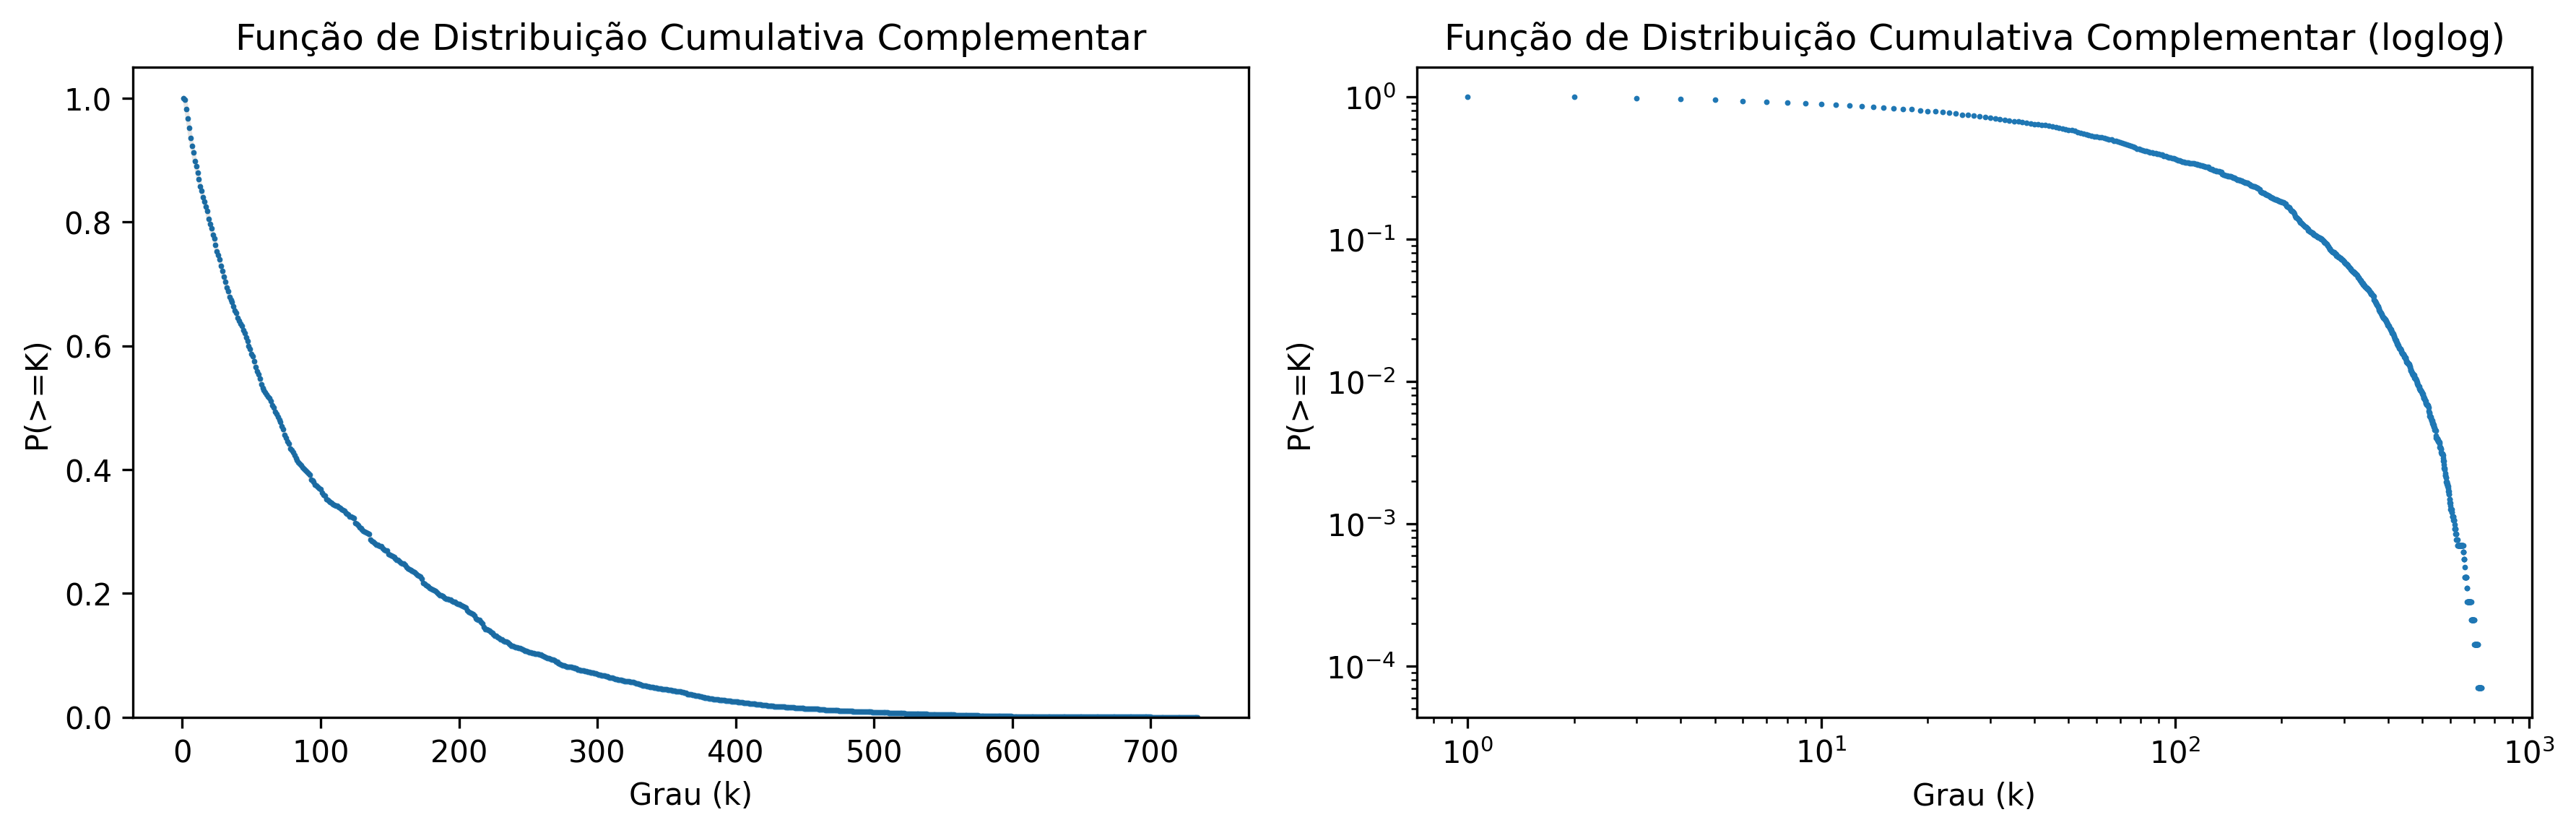 Função de Distribuição Cumulativa Complementar
P(>=K)
1.0
0.8
0.6
0.4
0.2
0.0
0 100 200 300 400 500 600 700
Grau (k)
Função de Distribuição Cumulativa Complementar (loglog)
P(>=K)
10⁰
10⁻¹
10⁻²
10⁻³
10⁻⁴
10⁰ 10¹ 10² 10³
Grau (k)